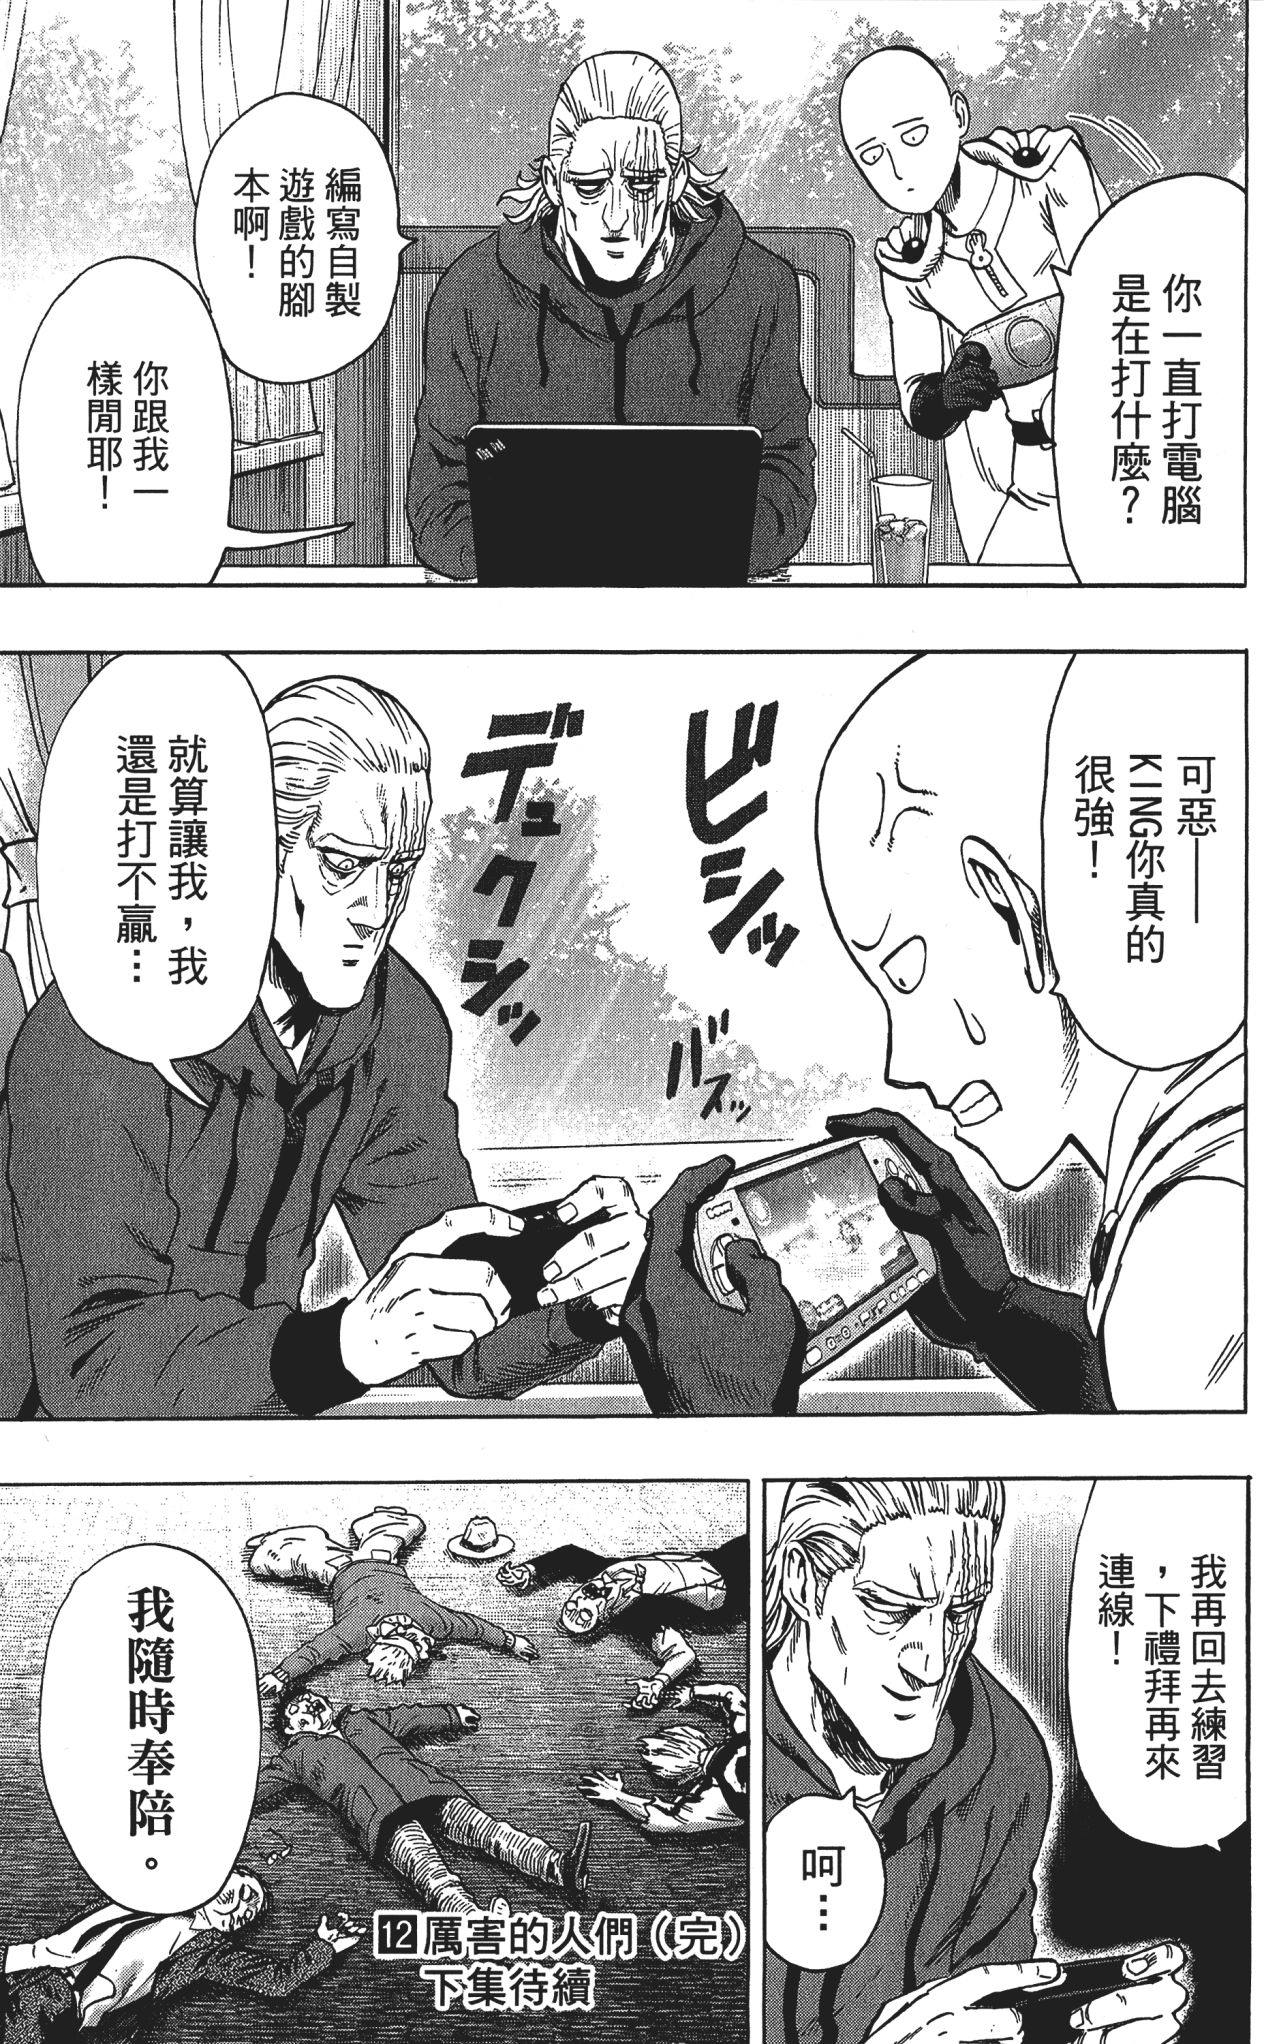 你一直打電腦
是在打什麼？
編寫自製
遊戲的腳
本啊！
你跟我一
樣閒耶！
可惡——
KING你真的
很強！
ビシッ
デュクシッ
バズッ
就算讓我，我
還是打不贏…
我再回去練習
，下禮拜再來
連線！
呵…
我隨時奉陪。
12厲害的人們（完）
下集待續